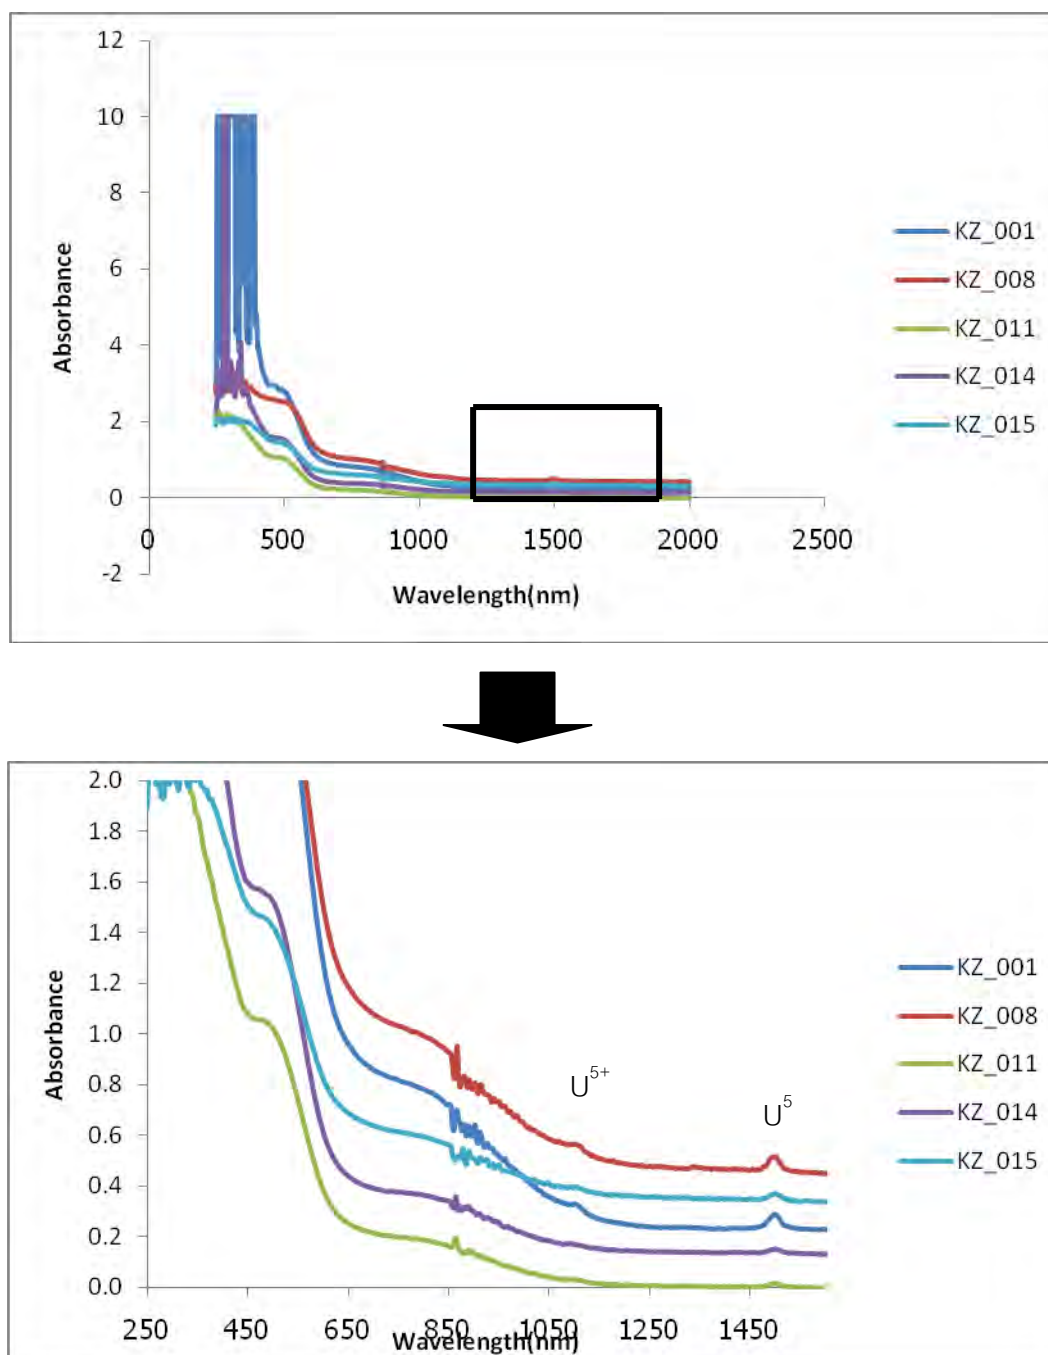 12
10
8
6
4
2
0
-2
Absorbance
0 500 1000 1500 2000 2500
Wavelength(nm)
KZ_001
KZ_008
KZ_011
KZ_014
KZ_015
2.0
1.8
1.6
1.4
1.2
1.0
0.8
0.6
0.4
0.2
0.0
Absorbance
U5+
U5
250 450 650 850 1050 1250 1450
Wavelength(nm)
KZ_001
KZ_008
KZ_011
KZ_014
KZ_015